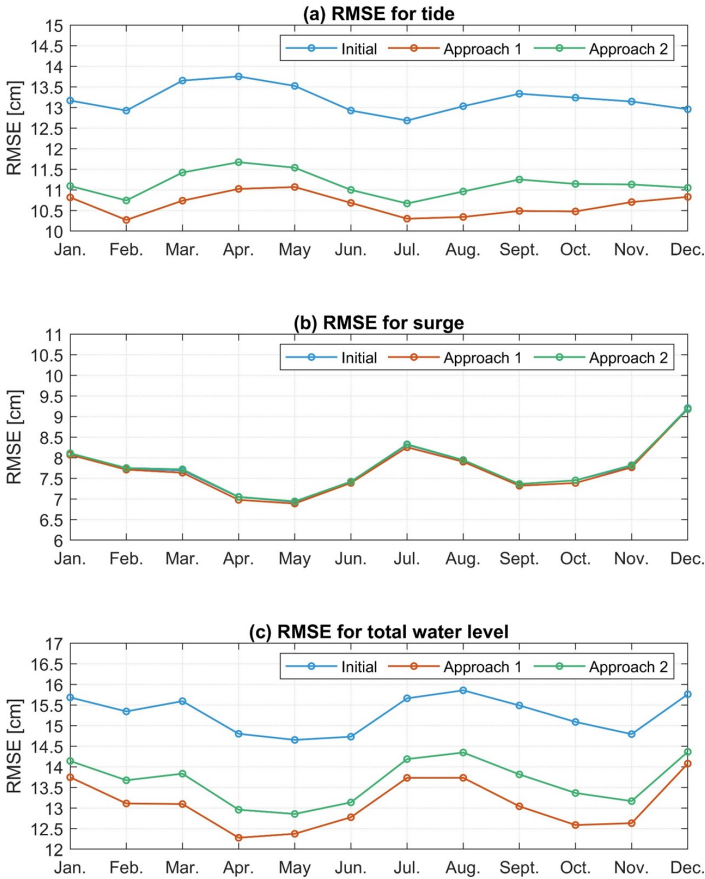 (a) RMSE for tide
Initial Approach 1 Approach 2
RMSE [cm]
15
14.5
14
13.5
13
12.5
12
11.5
11
10.5
10
Jan. Feb. Mar. Apr. May Jun. Jul. Aug. Sept. Oct. Nov. Dec.
(b) RMSE for surge
Initial Approach 1 Approach 2
RMSE [cm]
11
10.5
10
9.5
9
8.5
8
7.5
7
6.5
6
Jan. Feb. Mar. Apr. May Jun. Jul. Aug. Sept. Oct. Nov. Dec.
(c) RMSE for total water level
Initial Approach 1 Approach 2
RMSE [cm]
17
16.5
16
15.5
15
14.5
14
13.5
13
12.5
12
Jan. Feb. Mar. Apr. May Jun. Jul. Aug. Sept. Oct. Nov. Dec.